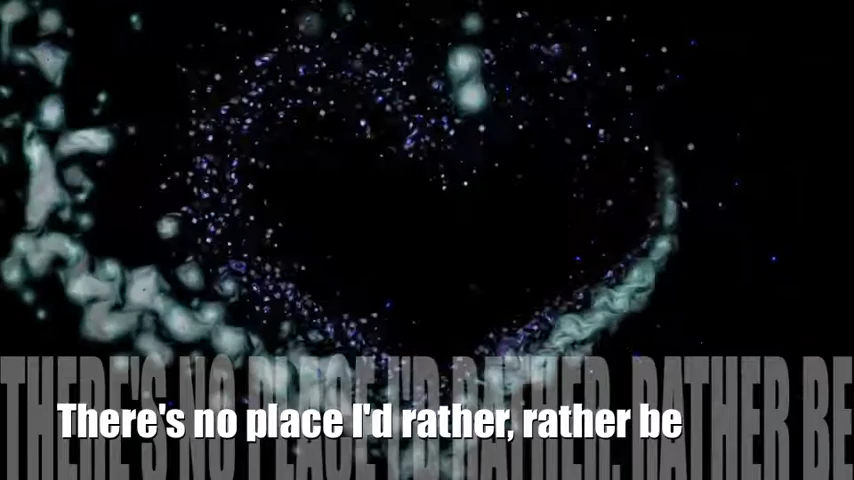 THERE'S NO PLACE I'D RATHER, RATHER BE
There's no place I'd rather, rather be